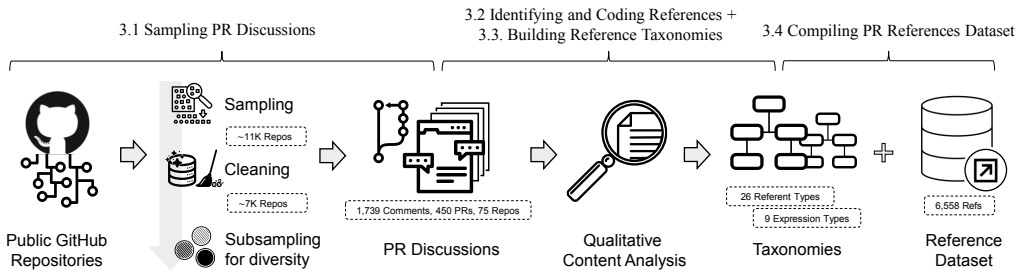 3.1 Sampling PR Discussions
3.2 Identifying and Coding References +
3.3. Building Reference Taxonomies
3.4 Compiling PR References Dataset
Sampling
~11K Repos
Cleaning
~7K Repos
Subsampling
for diversity
Public GitHub
Repositories
1,739 Comments, 450 PRs, 75 Repos
PR Discussions
Qualitative
Content Analysis
26 Referent Types
9 Expression Types
Taxonomies
6,558 Refs
Reference
Dataset